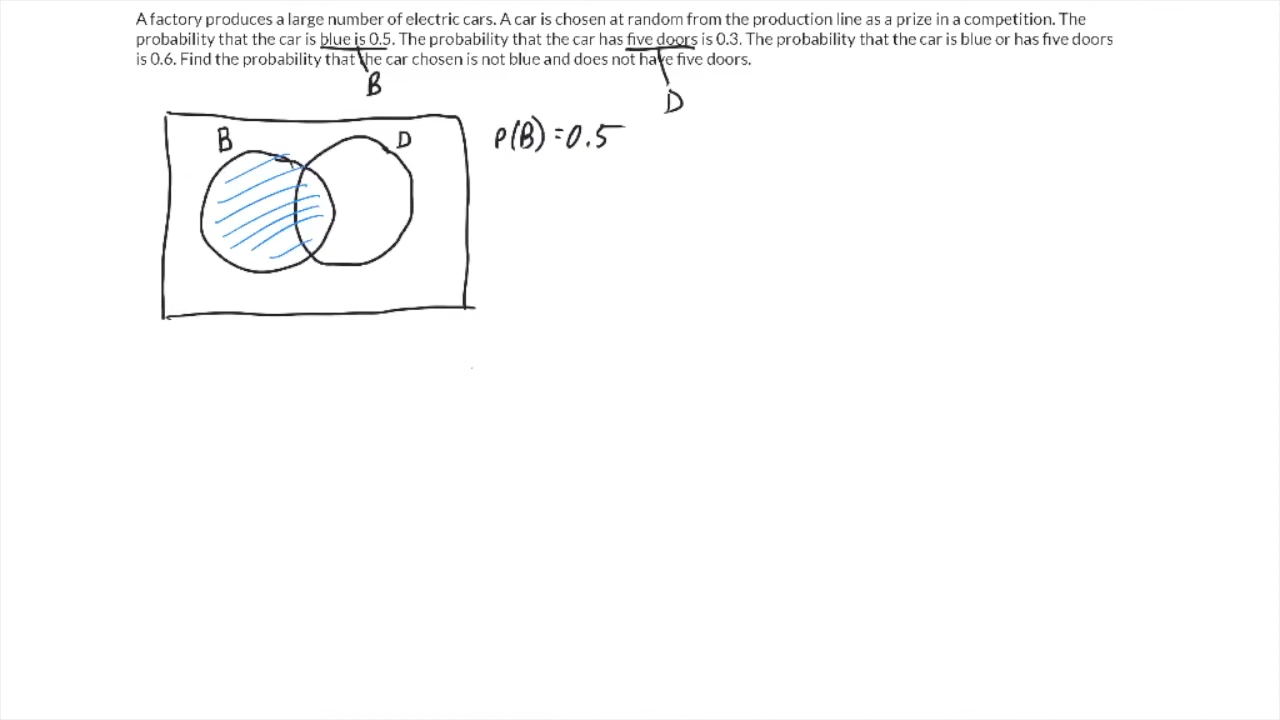 A factory produces a large number of electric cars. A car is chosen at random from the production line as a prize in a competition. The
probability that the car is blue is 0.5. The probability that the car has five doors is 0.3. The probability that the car is blue or has five doors
is 0.6. Find the probability that the car chosen is not blue and does not have five doors.
B
D
B D P(B) = 0.5